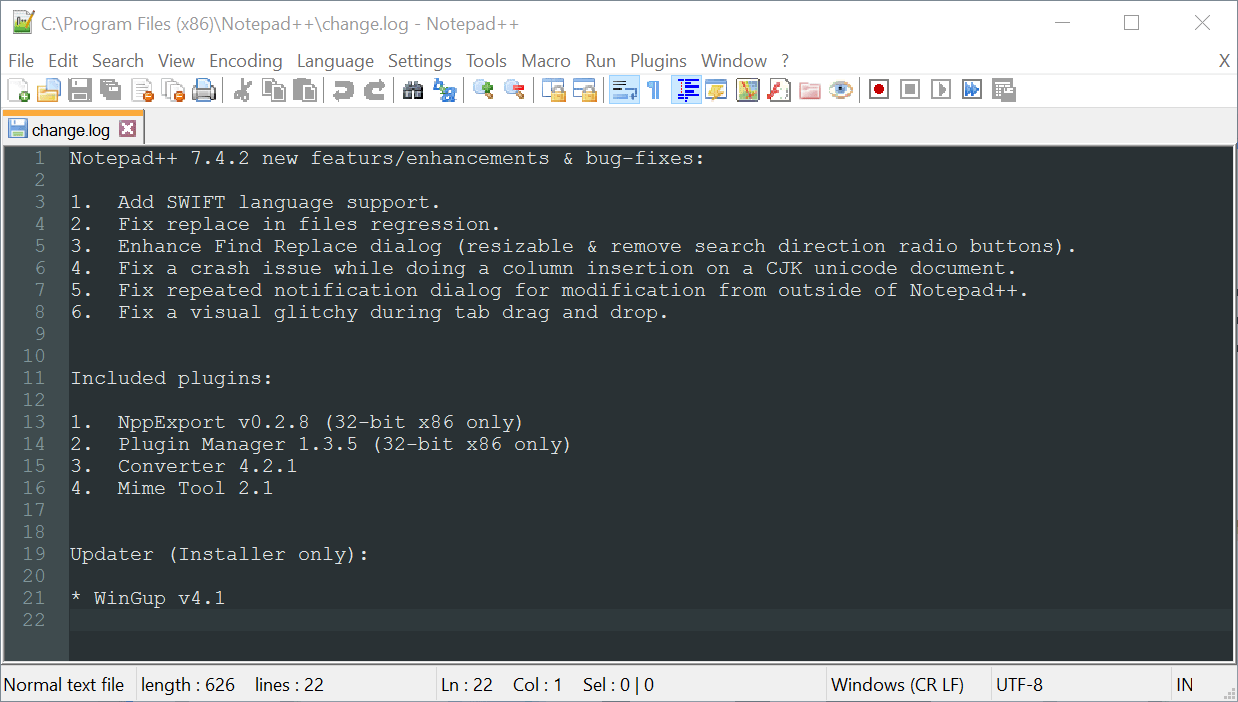 C:\Program Files (x86)\Notepad++\change.log - Notepad++
File Edit Search View Encoding Language Settings Tools Macro Run Plugins Window ? X
change.log
1 Notepad++ 7.4.2 new featurs/enhancements & bug-fixes:
2
3 1. Add SWIFT language support.
4 2. Fix replace in files regression.
5 3. Enhance Find Replace dialog (resizable & remove search direction radio buttons).
6 4. Fix a crash issue while doing a column insertion on a CJK unicode document.
7 5. Fix repeated notification dialog for modification from outside of Notepad++.
8 6. Fix a visual glitchy during tab drag and drop.
9
10
11 Included plugins:
12
13 1. NppExport v0.2.8 (32-bit x86 only)
14 2. Plugin Manager 1.3.5 (32-bit x86 only)
15 3. Converter 4.2.1
16 4. Mime Tool 2.1
17
18
19 Updater (Installer only):
20
21 * WinGup v4.1
22
Normal text file length : 626 lines : 22 Ln : 22 Col : 1 Sel : 0 | 0 Windows (CR LF) UTF-8 IN